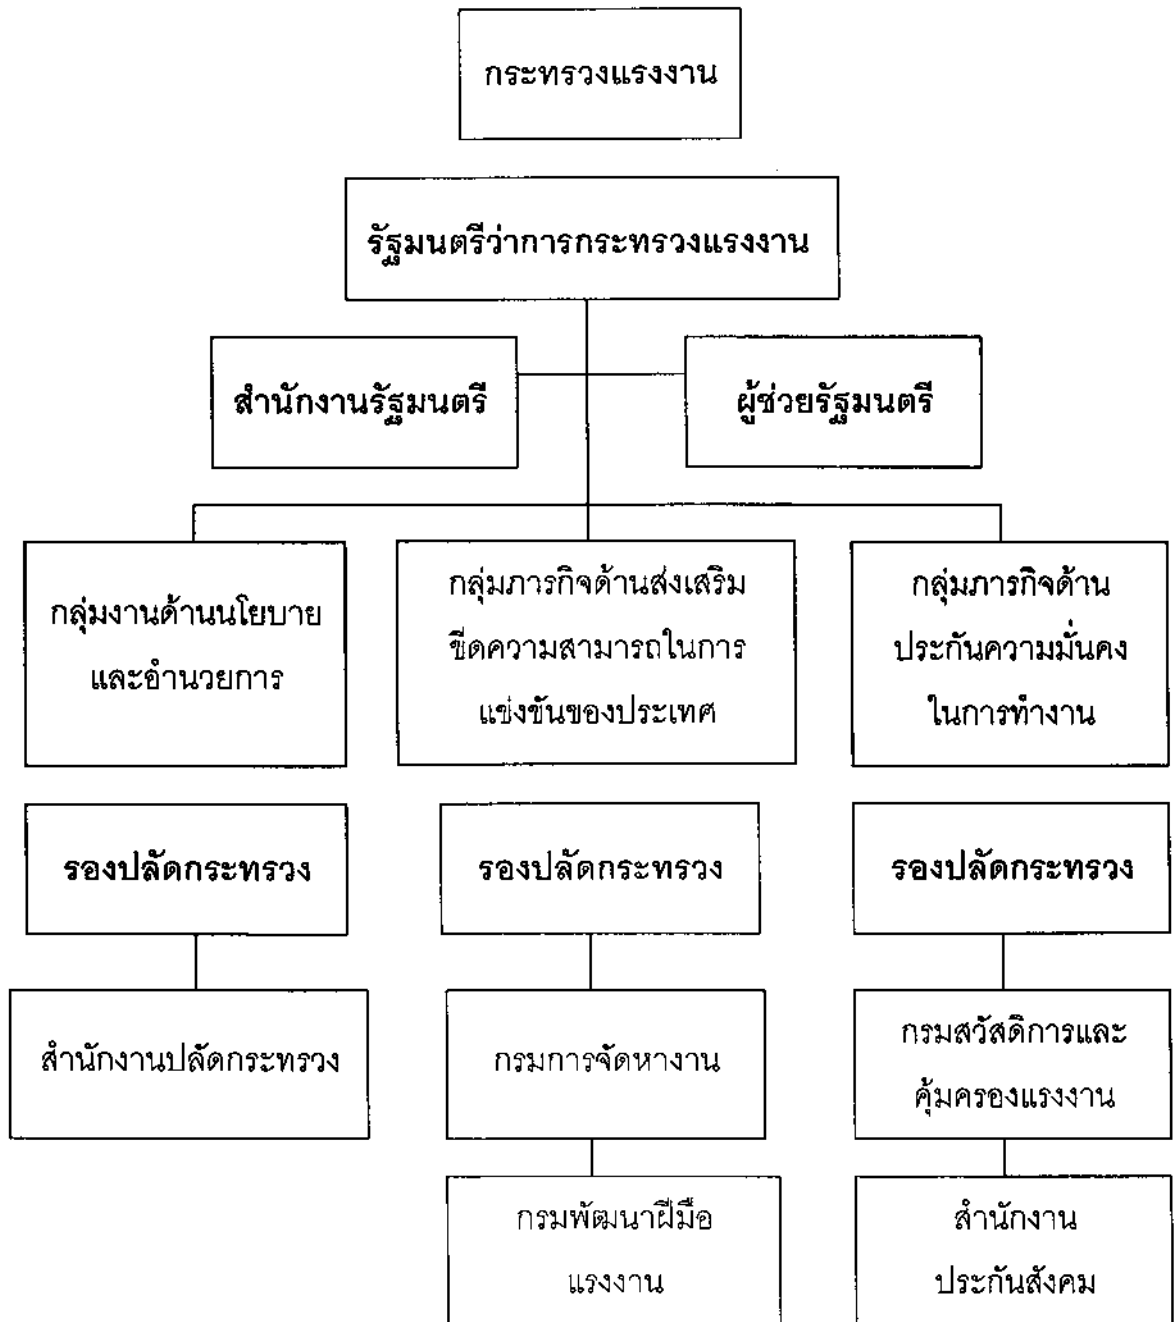 กระทรวงแรงงาน
รัฐมนตรีว่าการกระทรวงแรงงาน
สำนักงานรัฐมนตรี
ผู้ช่วยรัฐมนตรี
กลุ่มงานด้านนโยบาย
และอำนวยการ
กลุ่มภารกิจด้านส่งเสริม
ขีดความสามารถในการ
แข่งขันของประเทศ
กลุ่มภารกิจด้าน
ประกันความมั่นคง
ในการทำงาน
รองปลัดกระทรวง
รองปลัดกระทรวง
รองปลัดกระทรวง
สำนักงานปลัดกระทรวง
กรมการจัดหางาน
กรมสวัสดิการและ
คุ้มครองแรงงาน
กรมพัฒนาฝีมือ
แรงงาน
สำนักงาน
ประกันสังคม